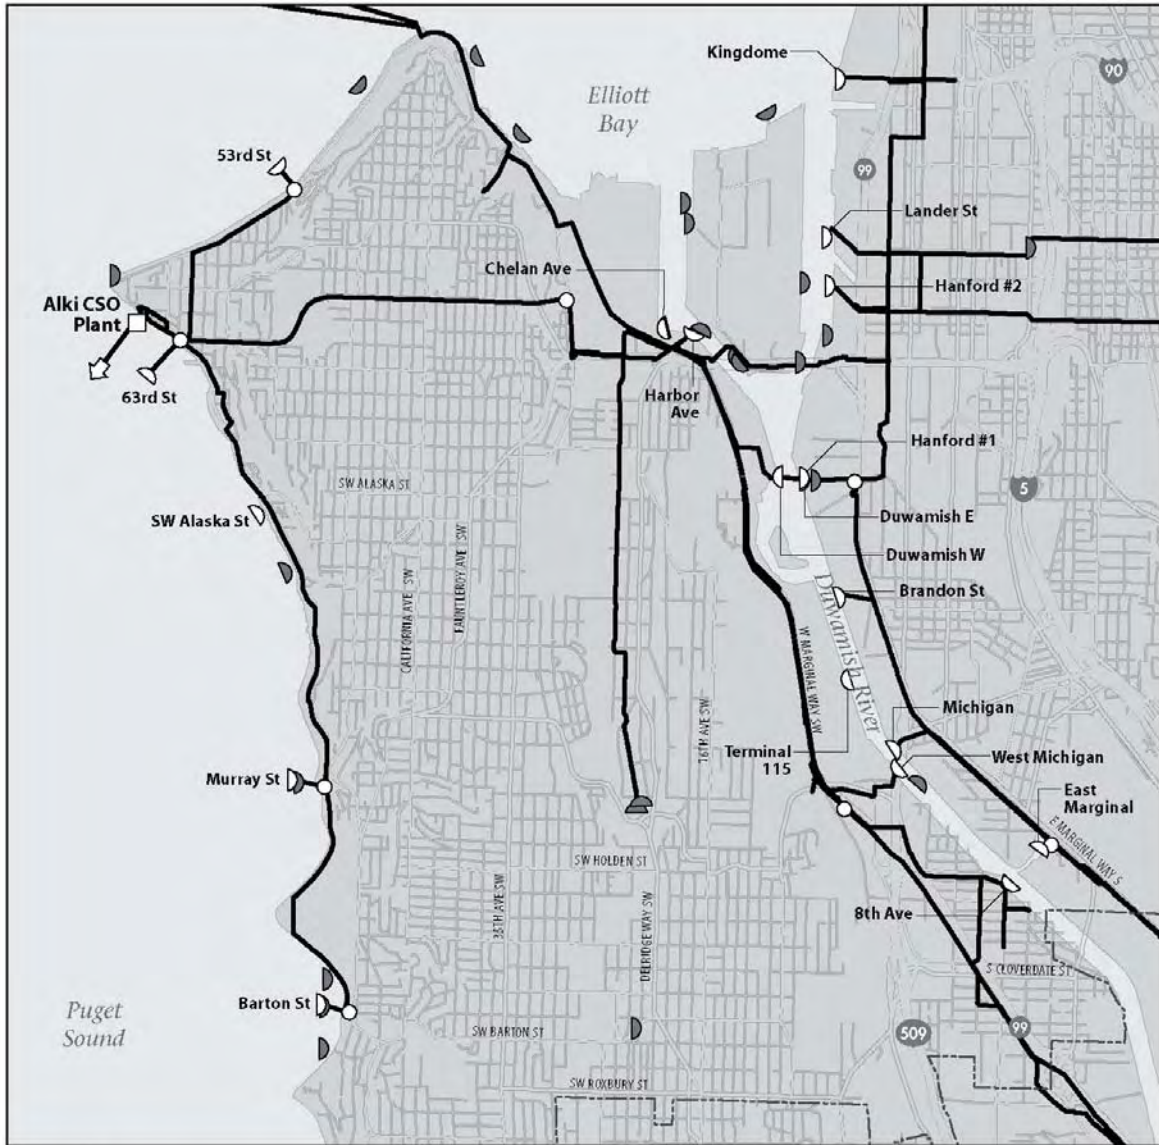 Kingdome
90
Elliott
Bay
53rd St
99
Lander St
Chelan Ave
Hanford #2
Alki CSO
Plant
63rd St
Harbor
Ave
Hanford #1
SW ALASKA ST
5
SW Alaska St
Duwamish E
Duwamish W
Brandon St
CALIFORNIA AVE SW
FAUNTLEROY AVE SW
Duwamish River
W MARGINAL WAY SW
16TH AVE SW
Michigan
Terminal
115
West Michigan
Murray St
East
Marginal
E MARGINAL WAY S
SW HOLDEN ST
35TH AVE SW
8th Ave
DELRIDGE WAY SW
S CLOVERDATE ST
Puget
Sound
Barton St
SW BARTON ST
509
99
SW ROXBURY ST